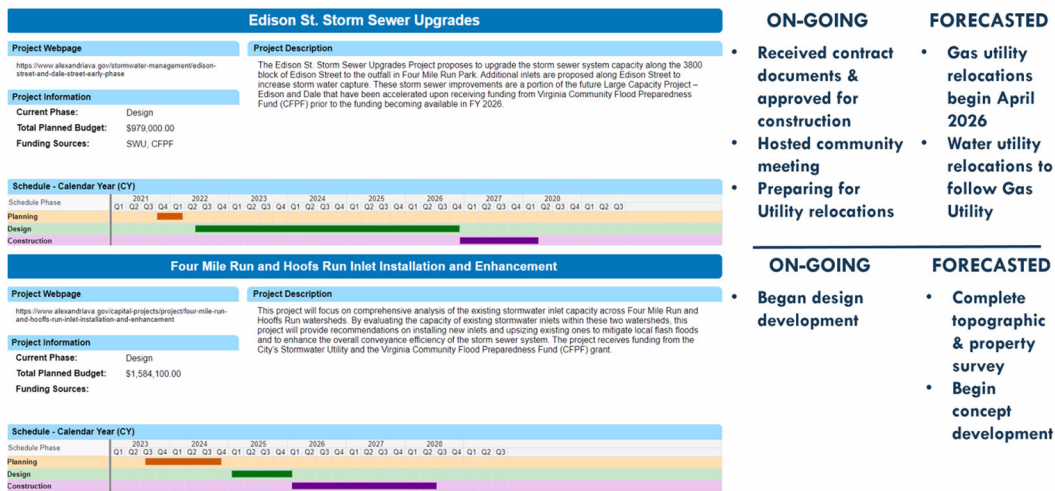 Edison St. Storm Sewer Upgrades
Project Webpage
https://www.alexandriava.gov/stormwater-management/edison-
street-and-dale-street-early-phase
Project Information
Current Phase: Design
Total Planned Budget: $979,000.00
Funding Sources: SWU, CFPF
Project Description
The Edison St. Storm Sewer Upgrades Project proposes to upgrade the storm sewer system capacity along the 3800
block of Edison Street to the outfall in Four Mile Run Park. Additional inlets are proposed along Edison Street to
increase storm water capture. These storm sewer improvements are a portion of the future Large Capacity Project –
Edison and Dale that have been accelerated upon receiving funding from Virginia Community Flood Preparedness
Fund (CFPF) prior to the funding becoming available in FY 2026.
Schedule - Calendar Year (CY)
Schedule Phase
2021 2022 2023 2024 2025 2026 2027 2028
Q1 Q2 Q3 Q4 Q1 Q2 Q3 Q4 Q1 Q2 Q3 Q4 Q1 Q2 Q3 Q4 Q1 Q2 Q3 Q4 Q1 Q2 Q3 Q4 Q1 Q2 Q3 Q4 Q1 Q2 Q3 Q4 Q1 Q2 Q3
Planning
Design
Construction
ON-GOING
• Received contract
documents &
approved for
construction
• Hosted community
meeting
• Preparing for
Utility relocations
FORECASTED
• Gas utility
relocations
begin April
2026
• Water utility
relocations to
follow Gas
Utility
Four Mile Run and Hoofs Run Inlet Installation and Enhancement
Project Webpage
https://www.alexandriava.gov/capital-projects/project/four-mile-run-
and-hooffs-run-inlet-installation-and-enhancement
Project Information
Current Phase: Design
Total Planned Budget: $1,584,100.00
Funding Sources:
Project Description
This project will focus on comprehensive analysis of the existing stormwater inlet capacity across Four Mile Run and
Hooffs Run watersheds. By evaluating the capacity of existing stormwater inlets within these two watersheds, this
project will provide recommendations on installing new inlets and upsizing existing ones to mitigate local flash floods
and to enhance the overall conveyance efficiency of the storm sewer system. The project receives funding from the
City's Stormwater Utility and the Virginia Community Flood Preparedness Fund (CFPF) grant.
Schedule - Calendar Year (CY)
Schedule Phase
2023 2024 2025 2026 2027 2028
Q1 Q2 Q3 Q4 Q1 Q2 Q3 Q4 Q1 Q2 Q3 Q4 Q1 Q2 Q3 Q4 Q1 Q2 Q3 Q4 Q1 Q2 Q3 Q4 Q1 Q2 Q3
Planning
Design
Construction
ON-GOING
• Began design
development
FORECASTED
• Complete
topographic
& property
survey
• Begin
concept
development